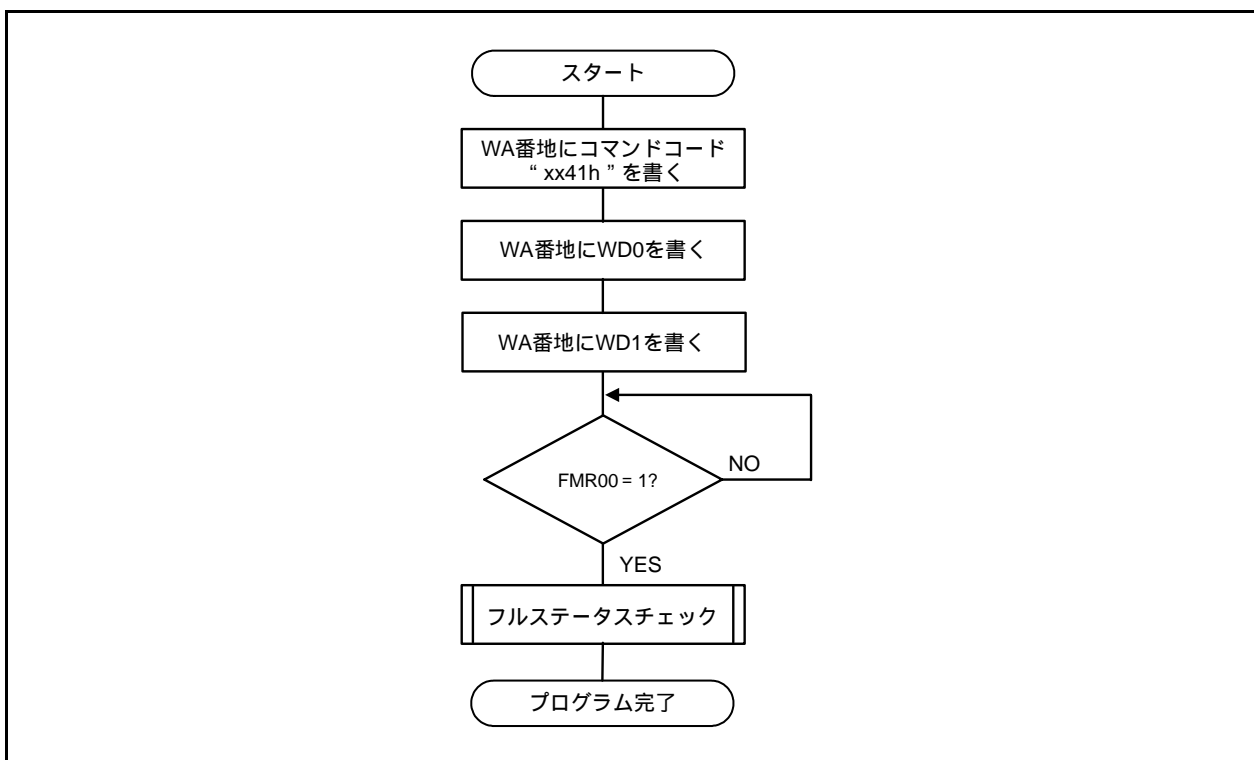 スタート
WA番地にコマンドコード
“ xx41h ” を書く
WA番地にWD0を書く
WA番地にWD1を書く
FMR00 = 1?
NO
YES
フルステータスチェック
プログラム完了